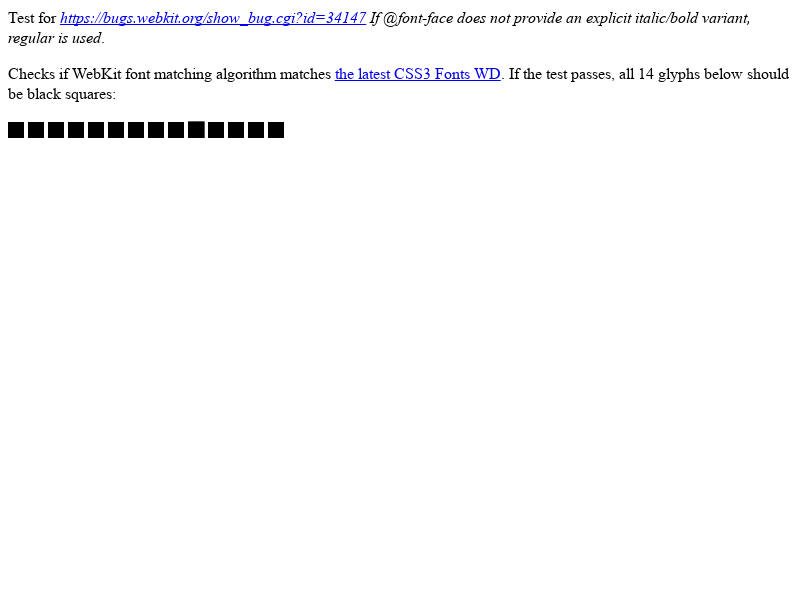 Test for https://bugs.webkit.org/show_bug.cgi?id=34147 If @font-face does not provide an explicit italic/bold variant,
regular is used.
Checks if WebKit font matching algorithm matches the latest CSS3 Fonts WD. If the test passes, all 14 glyphs below should
be black squares: